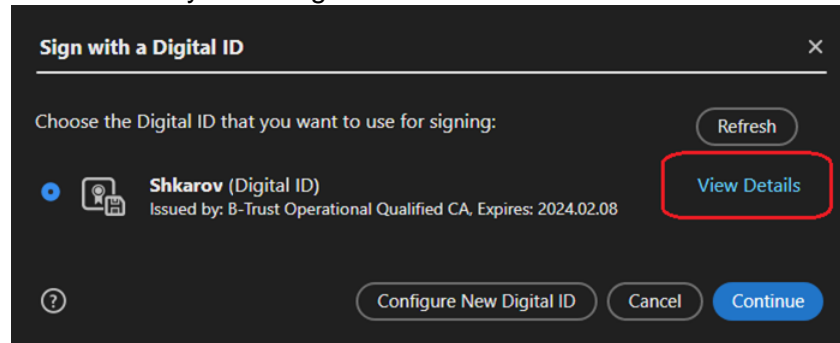 Sign with a Digital ID
Choose the Digital ID that you want to use for signing:
Refresh
Shkarov (Digital ID)
View Details
Issued by: B-Trust Operational Qualified CA, Expires: 2024.02.08
Configure New Digital ID
Cancel
Continue